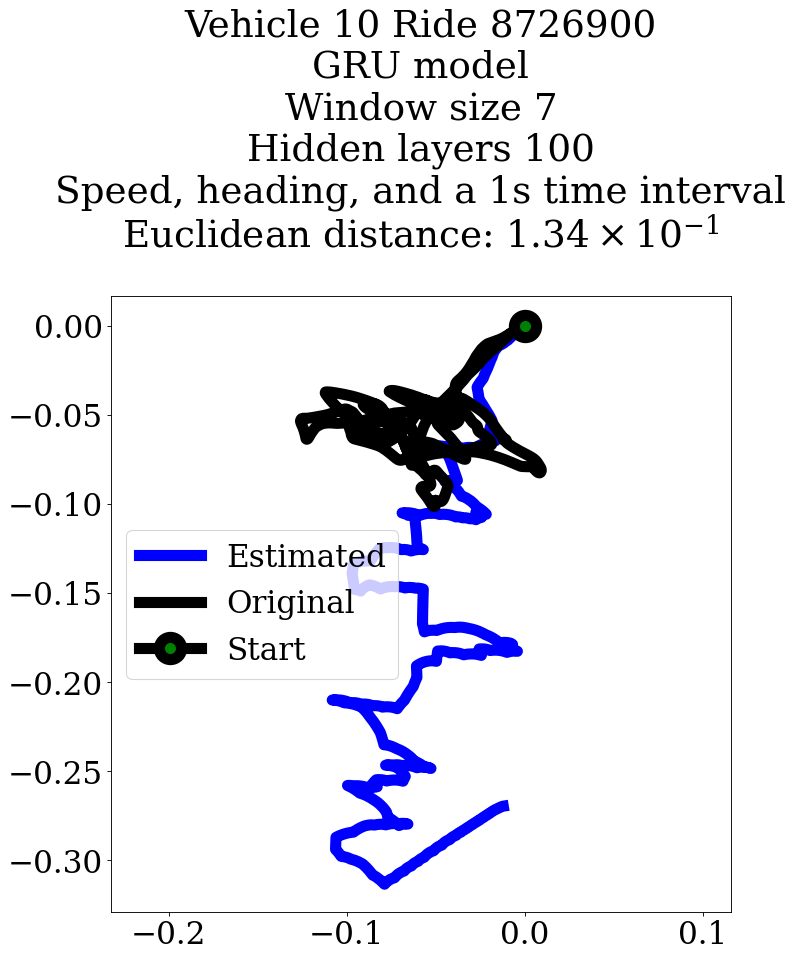 Vehicle 10 Ride 8726900
GRU model
Window size 7
Hidden layers 100
Speed, heading, and a 1s time interval
Euclidean distance: 1.34 × 10⁻¹
0.00
−0.05
−0.10
−0.15
−0.20
−0.25
−0.30
Estimated
Original
Start
−0.2 −0.1 0.0 0.1